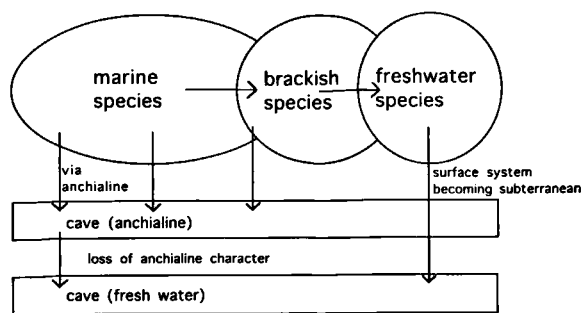 marine
species
brackish
species
freshwater
species
via
anchialine
surface system
becoming subterranean
cave (anchialine)
loss of anchialine character
cave (fresh water)